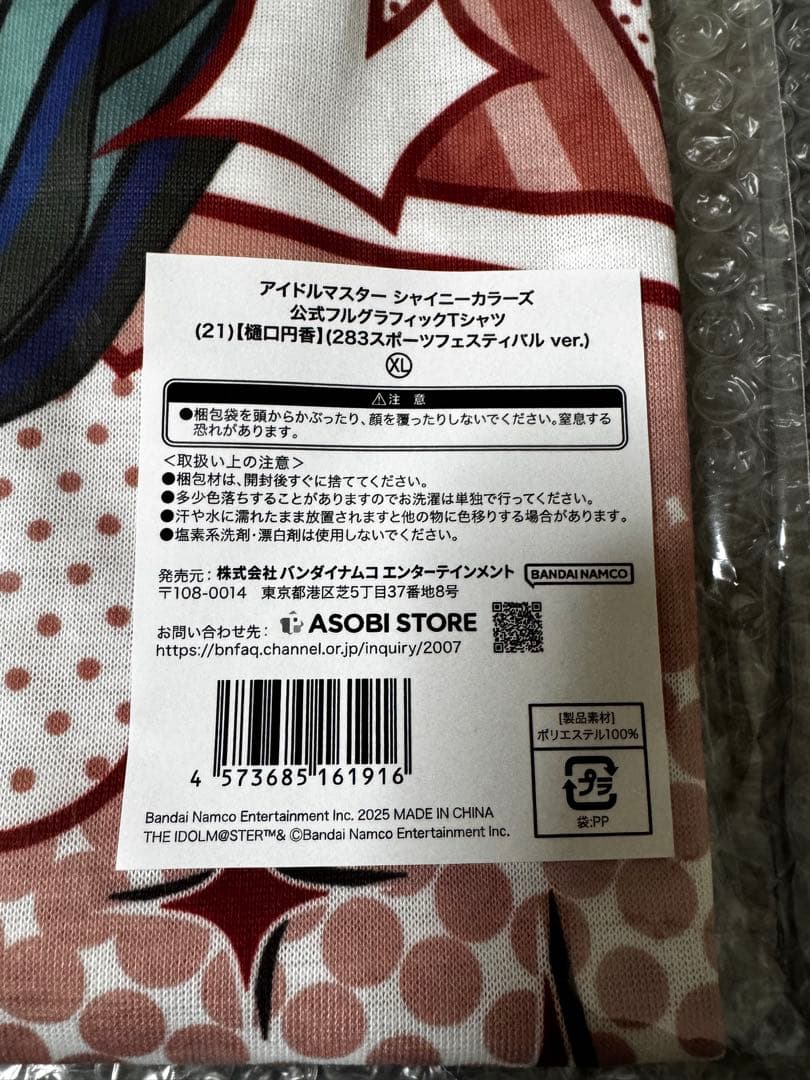 アイドルマスター シャイニーカラーズ
公式フルグラフィックTシャツ
(21)【樋口円香】(283スポーツフェスティバル ver.)
XL
⚠注 意
●梱包袋を頭からかぶったり、顔を覆ったりしないでください。窒息する
恐れがあります。
＜取扱い上の注意＞
●梱包材は、開封後すぐに捨ててください。
●多少色落ちすることがありますのでお洗濯は単独で行ってください。
●汗や水に濡れたまま放置されますと他の物に色移りする場合があります。
●塩素系洗剤・漂白剤は使用しないでください。
発売元：株式会社 バンダイナムコ エンターテインメント BANDAI NAMCO
〒108-0014 東京都港区芝5丁目37番地8号
お問い合わせ先： ASOBI STORE
https://bnfaq.channel.or.jp/inquiry/2007
4 573685 161916
[製品素材]
ポリエステル100%
プラ
袋:PP
Bandai Namco Entertainment Inc. 2025 MADE IN CHINA
THE IDOLM@STER™& ©Bandai Namco Entertainment Inc.